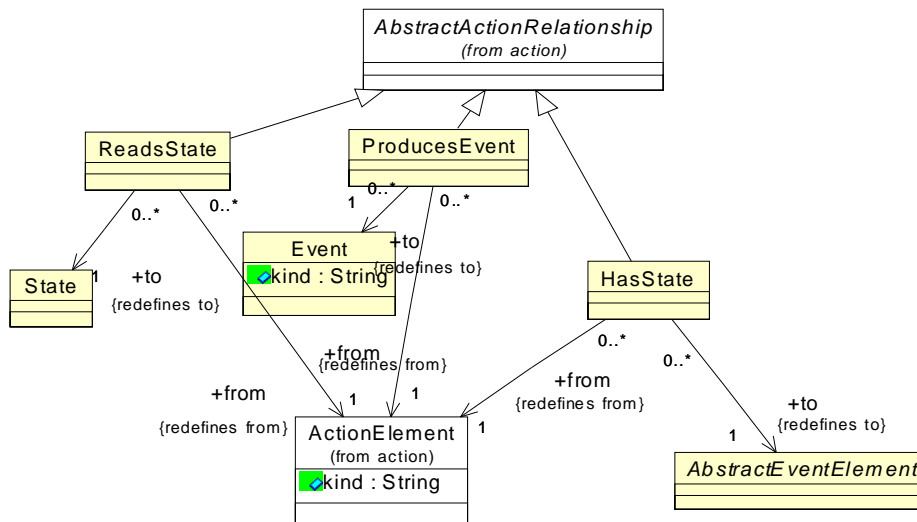 AbstractActionRelationship
(from action)
ReadsState
ProducesEvent
0..*
0..*
1
0..*
0..*
Event
kind : String
+to
{redefines to}
State
1
+to
{redefines to}
HasState
0..*
0..*
+from
{redefines from}
+from
{redefines from}
+from
{redefines from}
1
1
1
ActionElement
(from action)
kind : String
+to
{redefines to}
1
AbstractEventElement